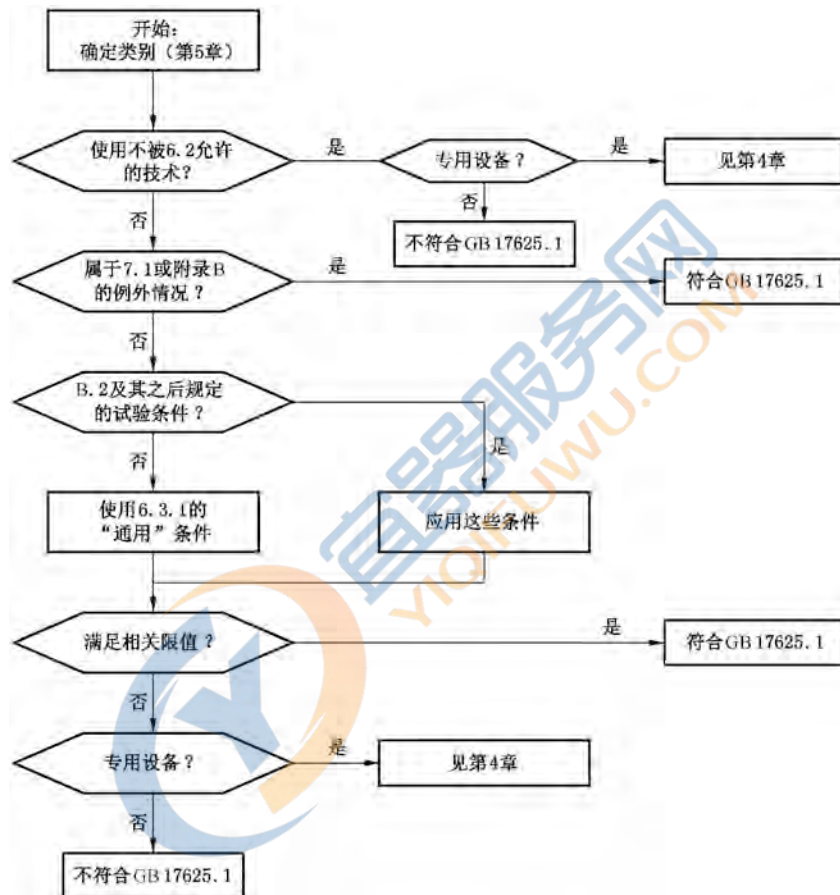 开始：
确定类别（第5章）
使用不被6.2允许
的技术？
是
专用设备？
是
见第4章
否
否
不符合GB 17625.1
属于7.1或附录B
的例外情况？
是
符合GB 17625.1
否
B.2及其之后规定
的试验条件？
是
否
使用6.3.1的
“通用”条件
应用这些条件
满足相关限值？
是
符合GB 17625.1
否
专用设备？
是
见第4章
否
不符合GB 17625.1
仪器服务网
YIQIFUWU.COM